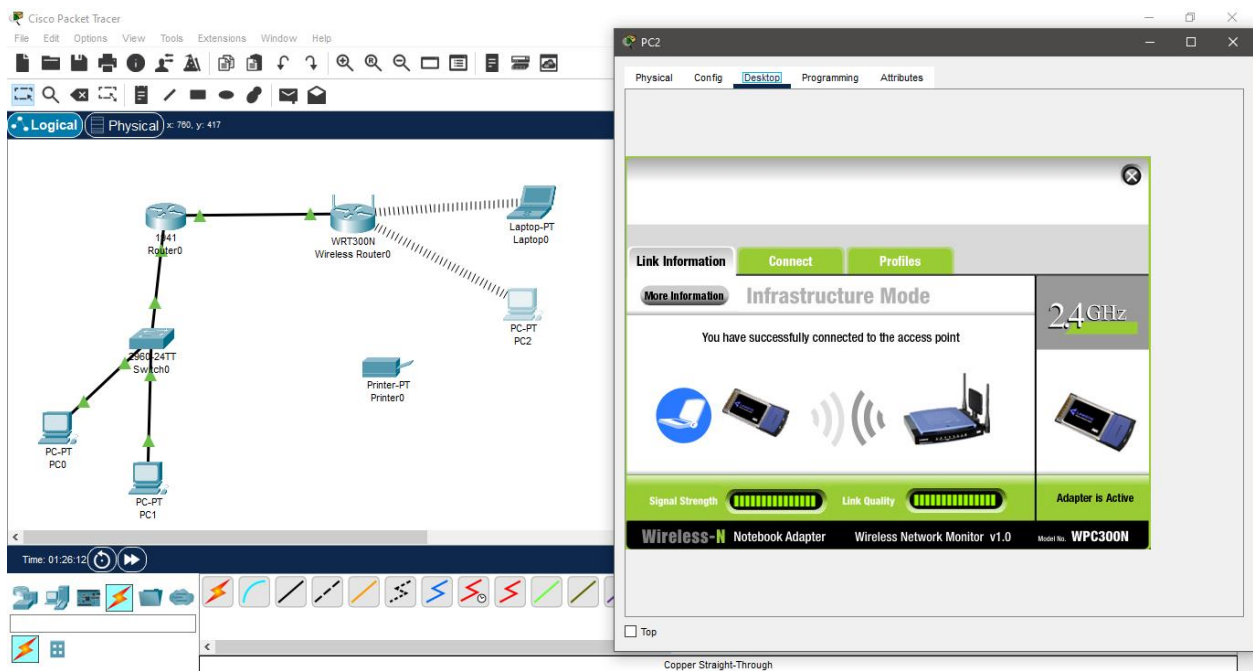 Cisco Packet Tracer
File Edit Options View Tools Extensions Window Help
Logical Physical x: 760, y: 417
1941
Router0
WRT300N
Wireless Router0
Laptop-PT
Laptop0
PC-PT
PC2
2960-24TT
Switch0
Printer-PT
Printer0
PC-PT
PC0
PC-PT
PC1
Time: 01:26:12
Copper Straight-Through
PC2
Physical Config Desktop Programming Attributes
Link Information Connect Profiles
More Information Infrastructure Mode
2.4GHz
You have successfully connected to the access point
Signal Strength Link Quality Adapter is Active
Wireless-N Notebook Adapter Wireless Network Monitor v1.0 Model No. WPC300N
Top